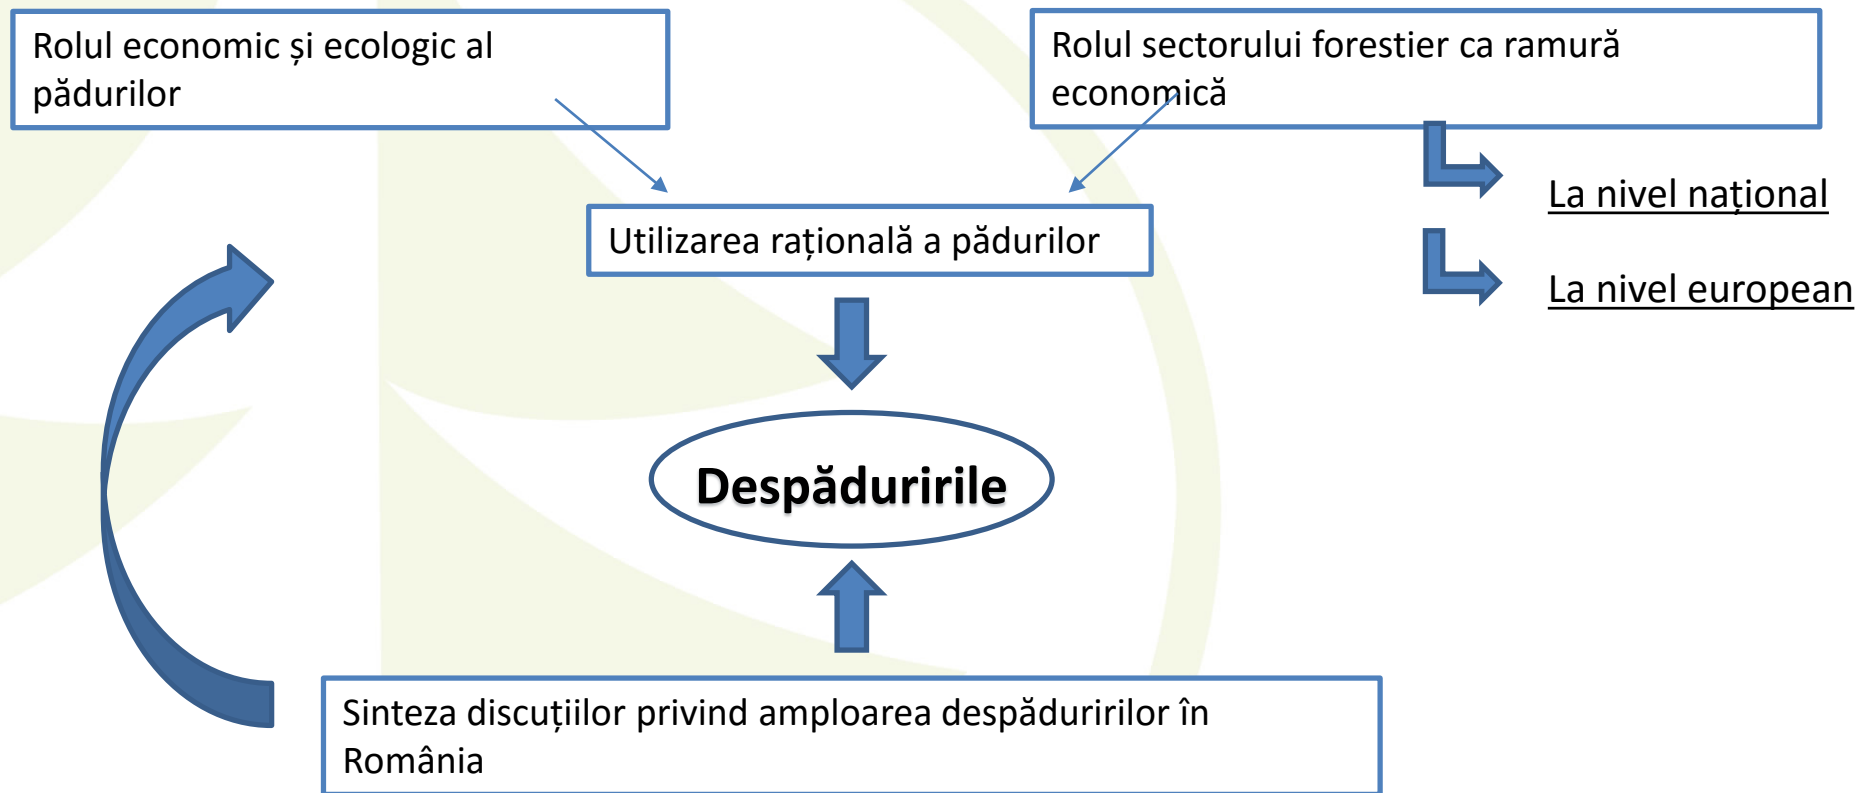 Rolul economic și ecologic al
pădurilor
Rolul sectorului forestier ca ramură
economică
La nivel național
Utilizarea rațională a pădurilor
La nivel european
Despăduririle
Sinteza discuțiilor privind amploarea despăduririlor în
România